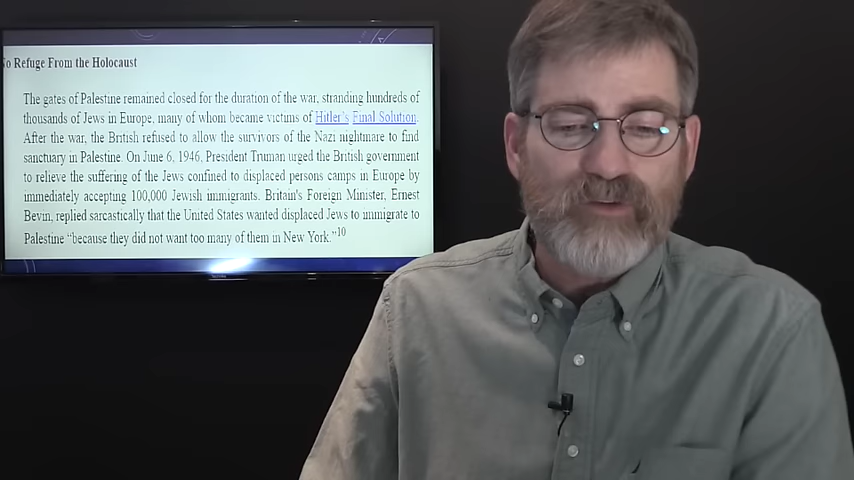 o Refuge From the Holocaust
The gates of Palestine remained closed for the duration of the war, stranding hundreds of
thousands of Jews in Europe, many of whom became victims of Hitler's Final Solution.
After the war, the British refused to allow the survivors of the Nazi nightmare to find
sanctuary in Palestine. On June 6, 1946, President Truman urged the British government
to relieve the suffering of the Jews confined to displaced persons camps in Europe by
immediately accepting 100,000 Jewish immigrants. Britain's Foreign Minister, Ernest
Bevin, replied sarcastically that the United States wanted displaced Jews to immigrate to
Palestine “because they did not want too many of them in New York.”10